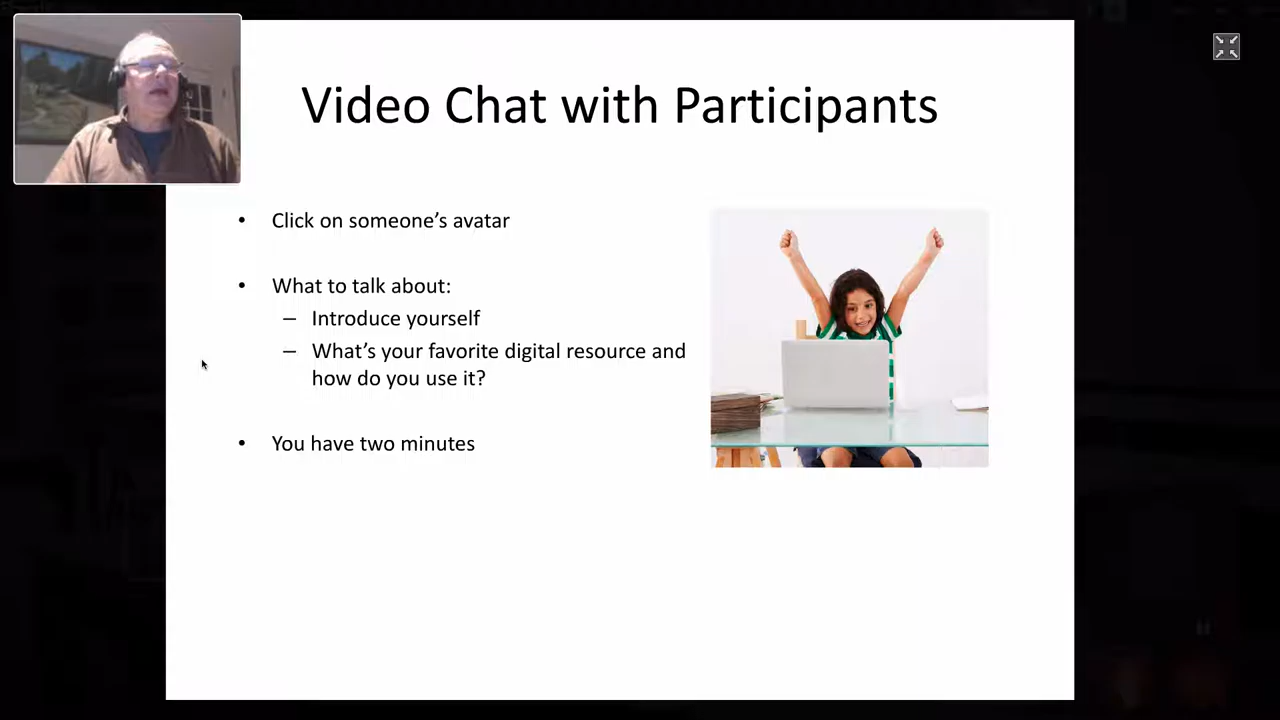 Video Chat with Participants
• Click on someone’s avatar
• What to talk about:
– Introduce yourself
– What’s your favorite digital resource and
how do you use it?
• You have two minutes